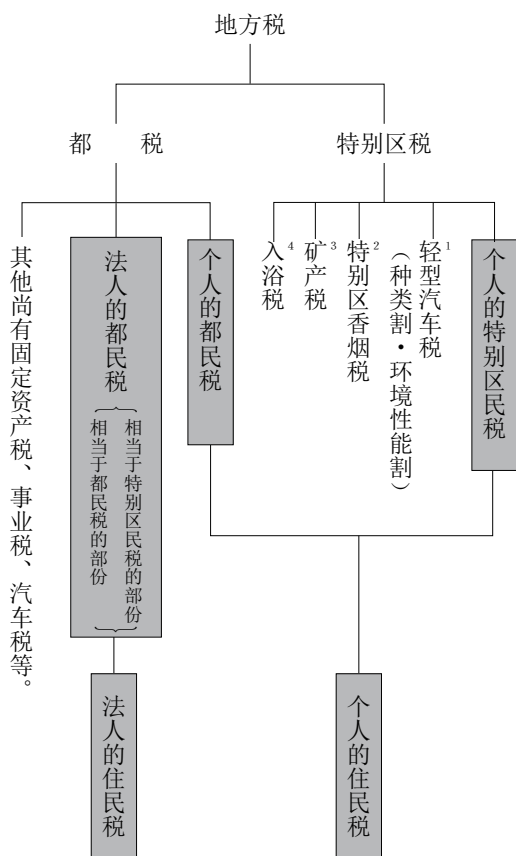 地方税
都 税
特别区税
个人的特别区民税
轻型汽车税1
（种类割・环境性能割）
特别区香烟税2
矿产税3
入浴税4
个人的都民税
法人的都民税
相当于特别区民税的部份
相当于都民税的部份
其他尚有固定资产税、事业税、汽车税等。
个人的住民税
法人的住民税